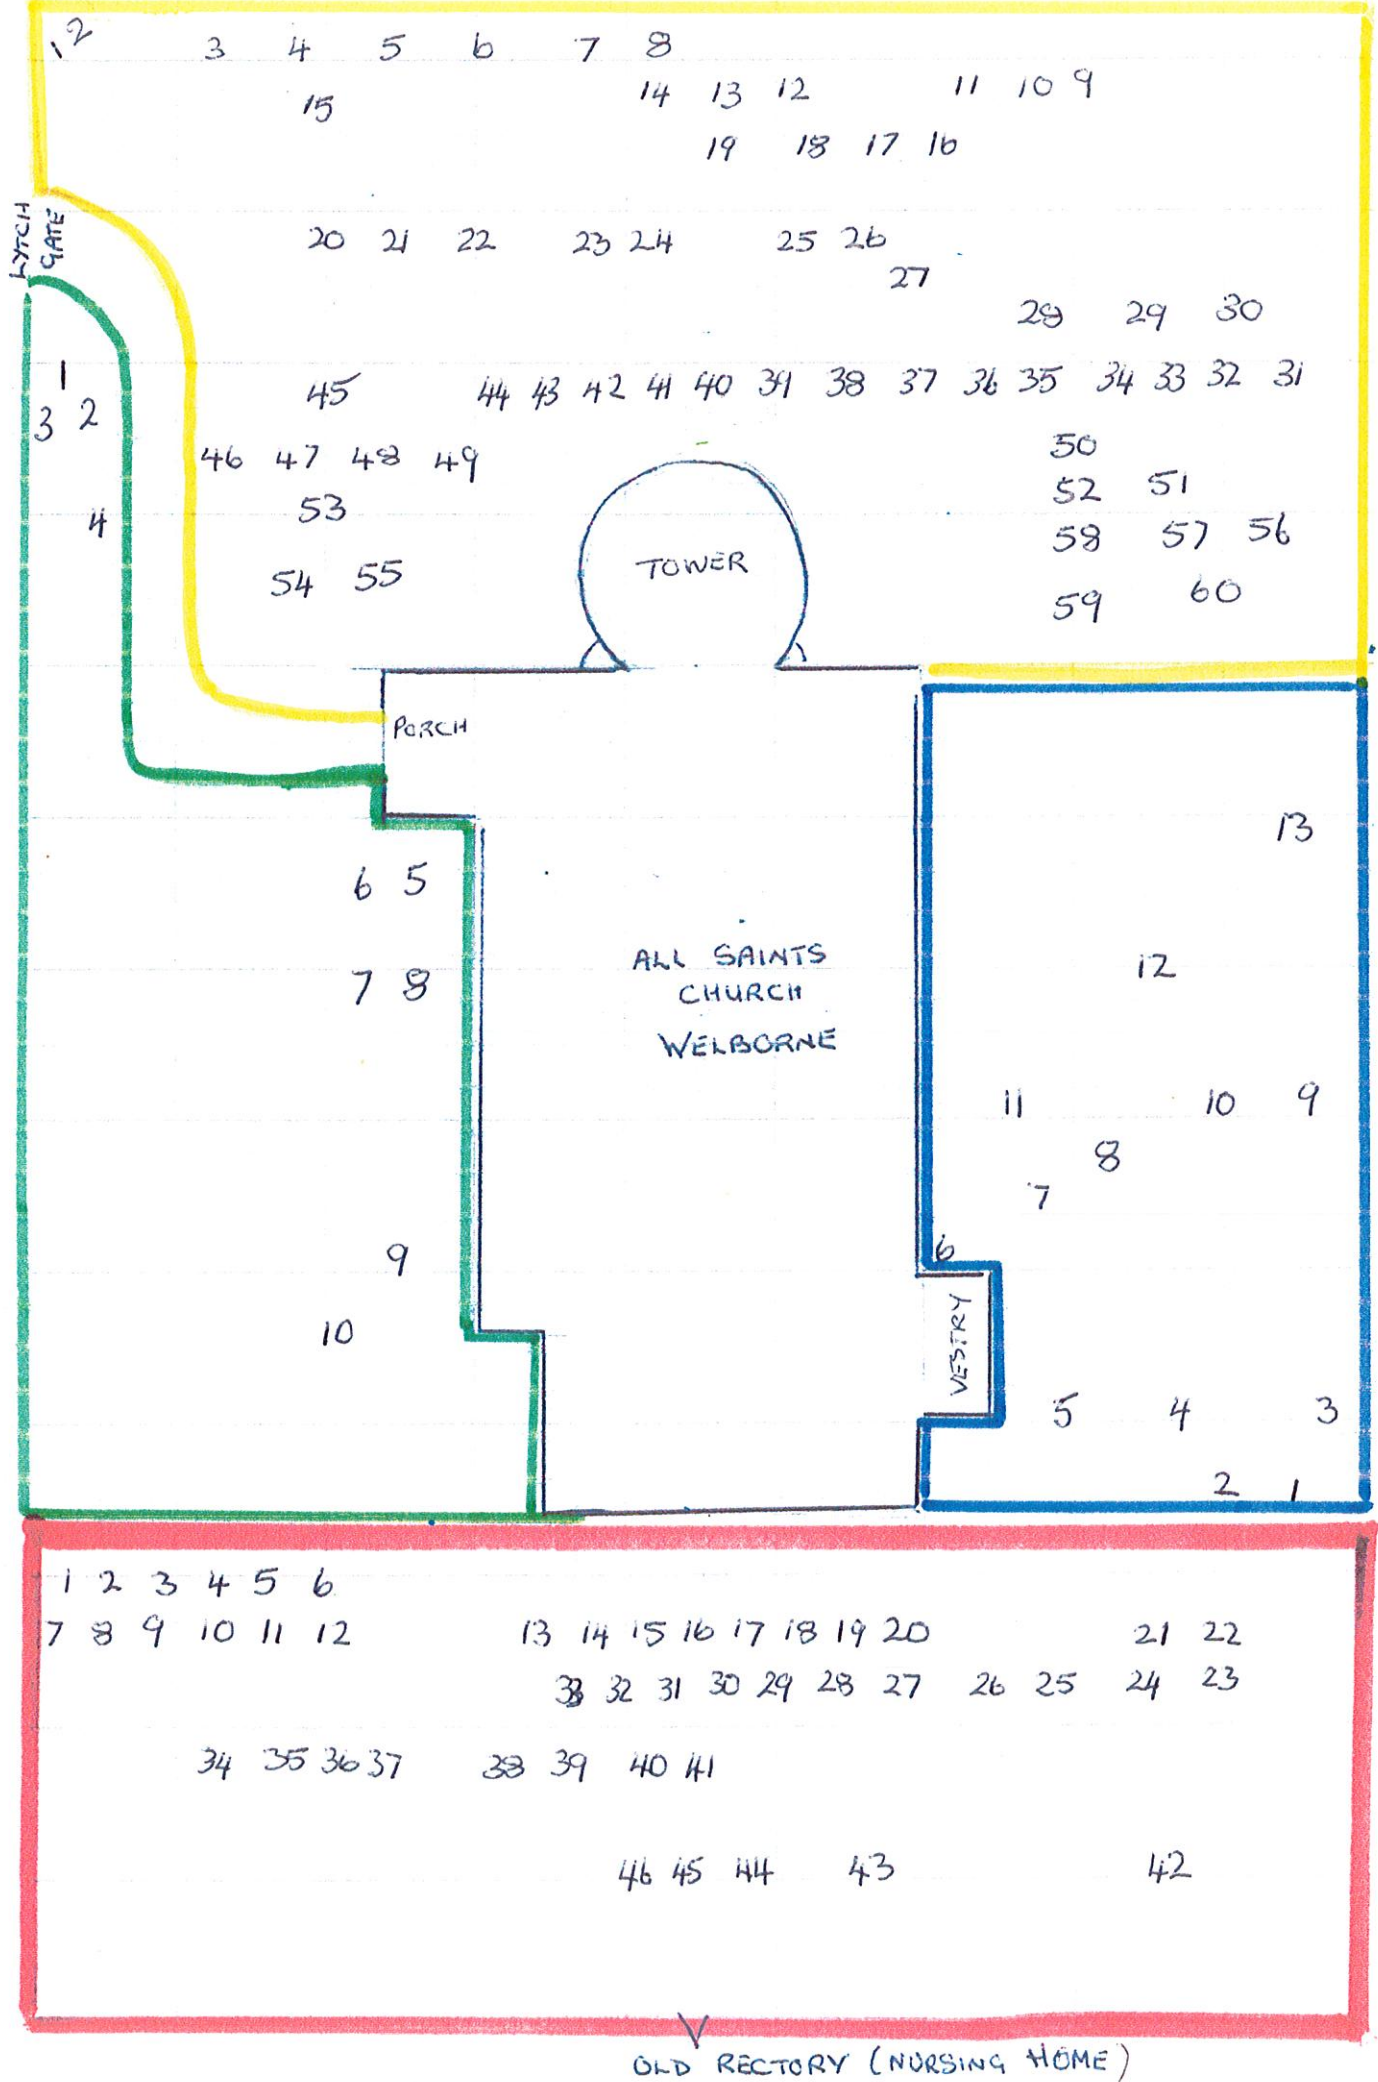 1 2 3 4 5 6 7 8
14 13 12 11 10 9
15
19 18 17 16
LYTCH
GATE
20 21 22 23 24 25 26
27
28 29 30
45 44 43 42 41 40 39 38 37 36 35 34 33 32 31
1
3 2
46 47 48 49 50
52 51
53
4
58 57 56
54 55
59 60
TOWER
PORCH
13
6 5
ALL SAINTS
CHURCH
WELBORNE
12
7 8
11 10 9
8
7
6
9
10
VESTRY
5 4 3
2 1
1 2 3 4 5 6
7 8 9 10 11 12 13 14 15 16 17 18 19 20 21 22
33 32 31 30 29 28 27 26 25 24 23
34 35 36 37 38 39 40 41
46 45 44 43 42
OLD RECTORY (NURSING HOME)